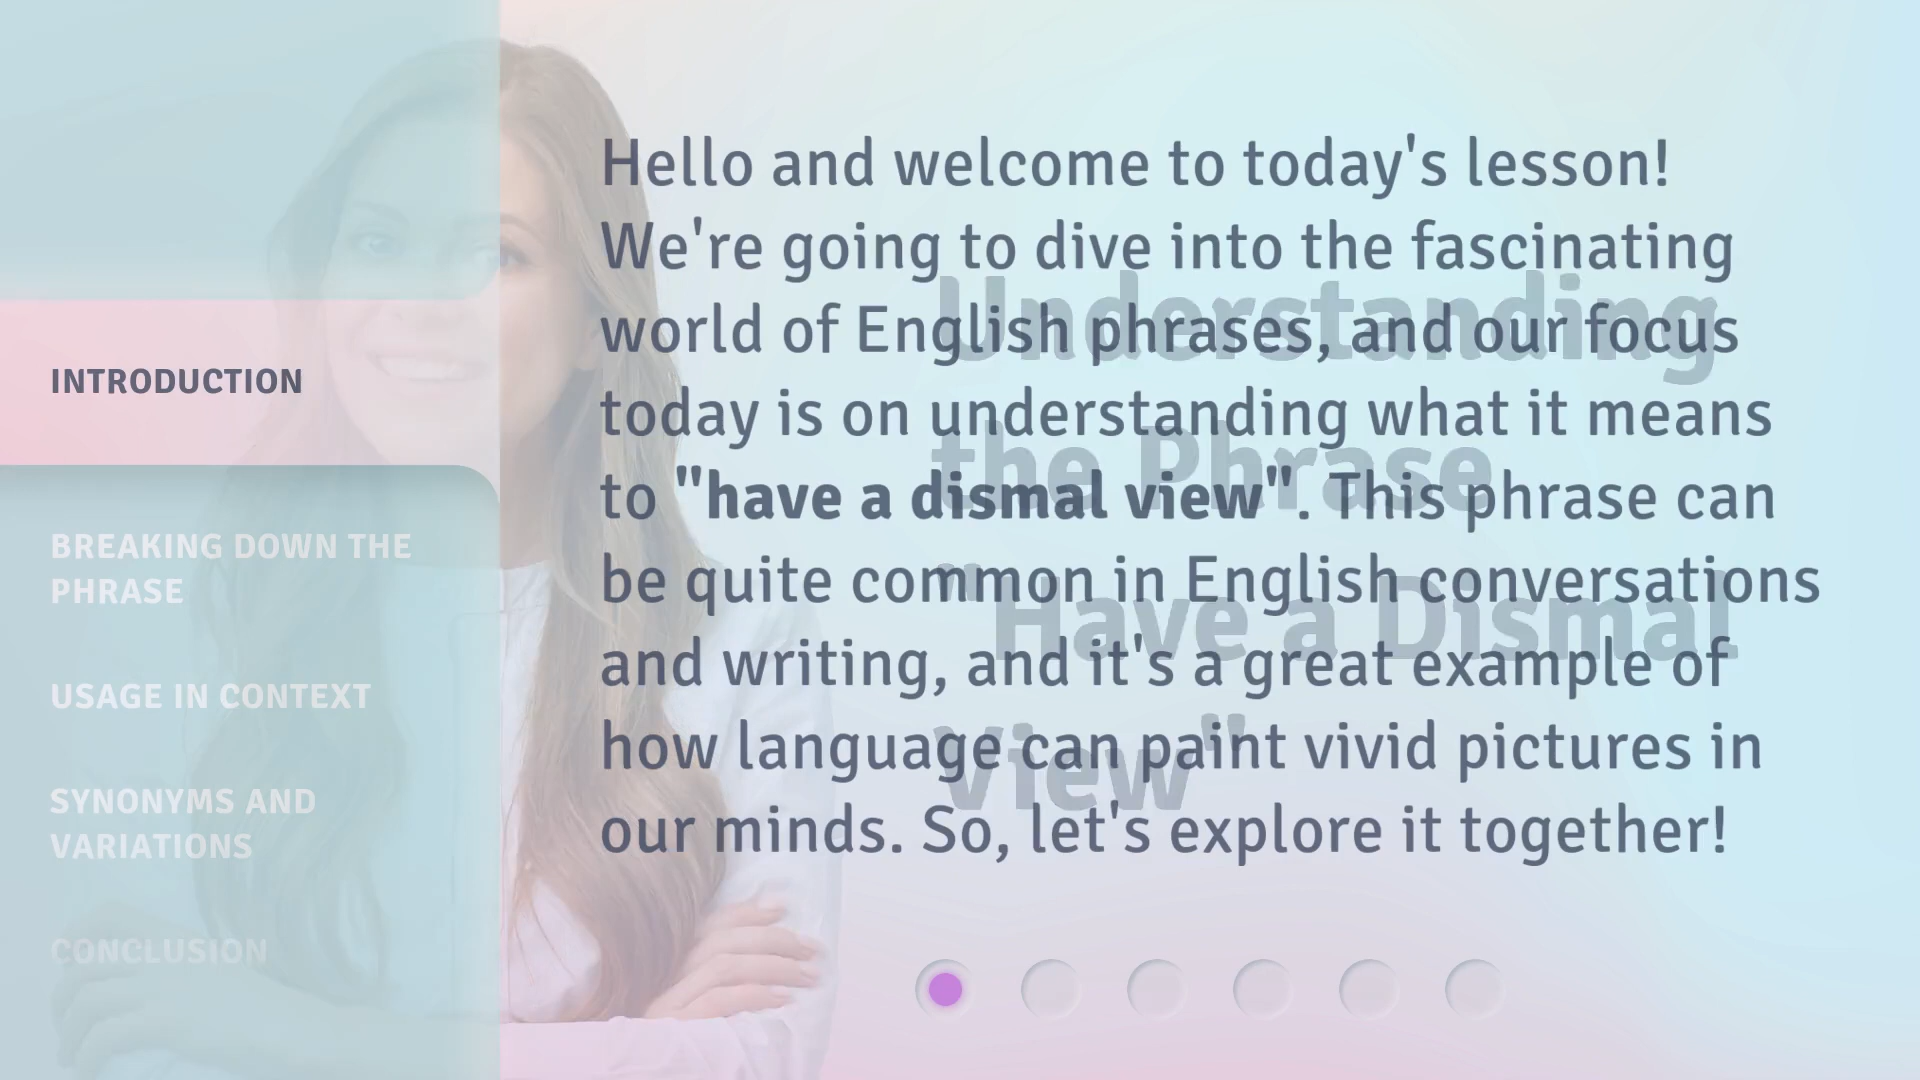 INTRODUCTION
BREAKING DOWN THE
PHRASE
USAGE IN CONTEXT
SYNONYMS AND
VARIATIONS
CONCLUSION
Hello and welcome to today's lesson!
We're going to dive into the fascinating
world of English phrases, and our focus
today is on understanding what it means
to "have a dismal view". This phrase can
be quite common in English conversations
and writing, and it's a great example of
how language can paint vivid pictures in
our minds. So, let's explore it together!
Understanding
the Phrase
"Have a Dismal
View"